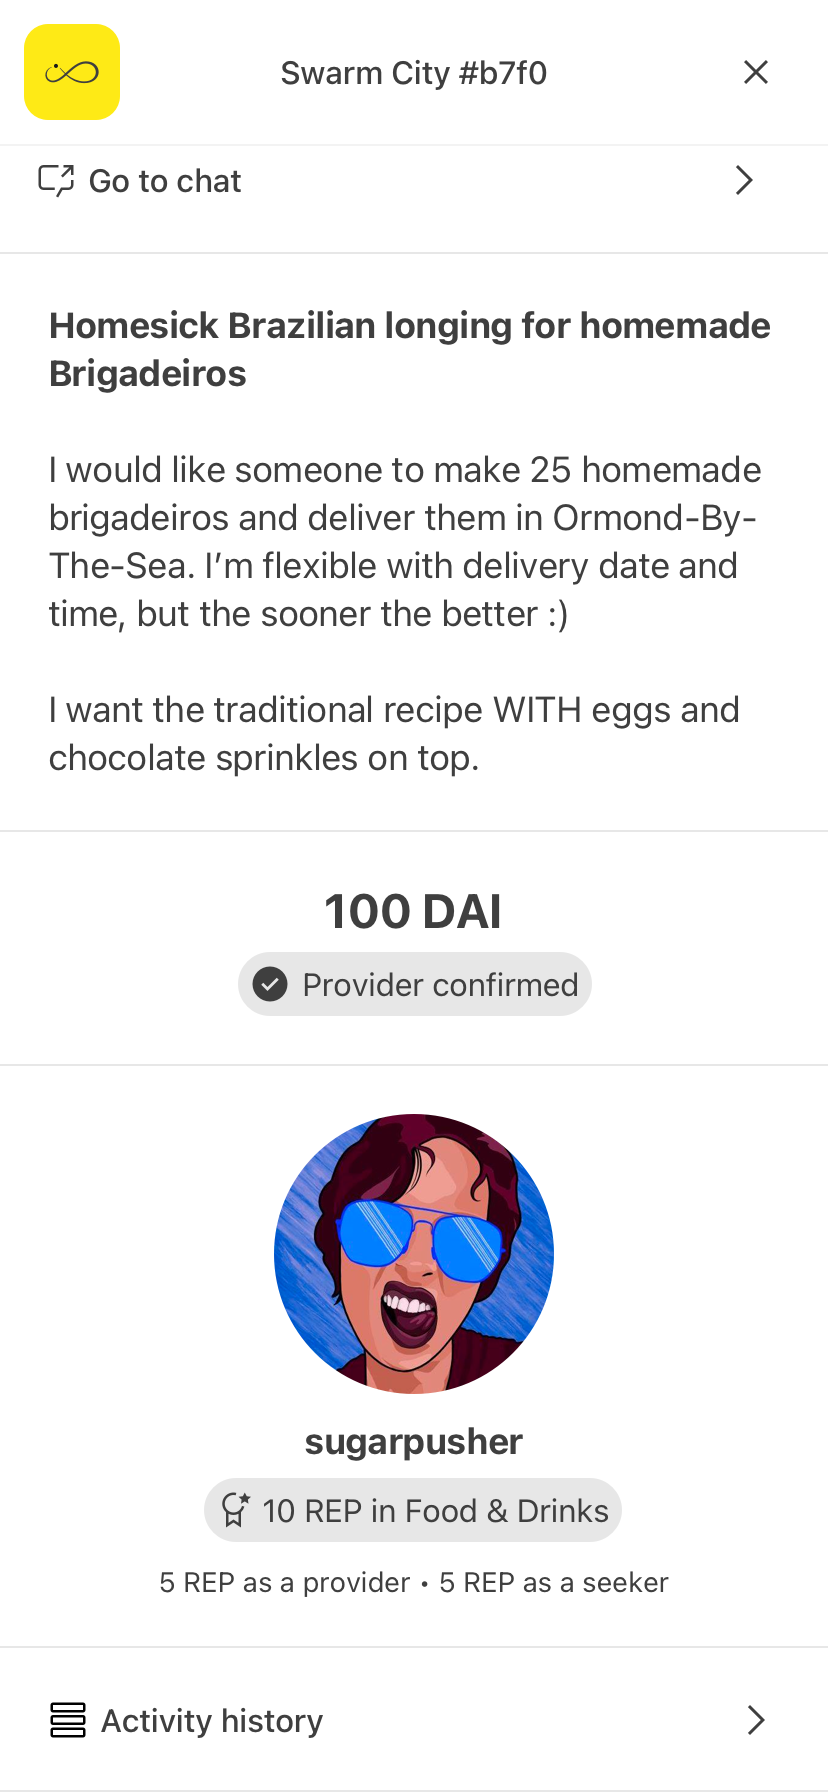 Swarm City #b7f0
Go to chat
Homesick Brazilian longing for homemade
Brigadeiros
I would like someone to make 25 homemade
brigadeiros and deliver them in Ormond-By-
The-Sea. I’m flexible with delivery date and
time, but the sooner the better :)
I want the traditional recipe WITH eggs and
chocolate sprinkles on top.
100 DAI
Provider confirmed
sugarpusher
10 REP in Food & Drinks
5 REP as a provider • 5 REP as a seeker
Activity history